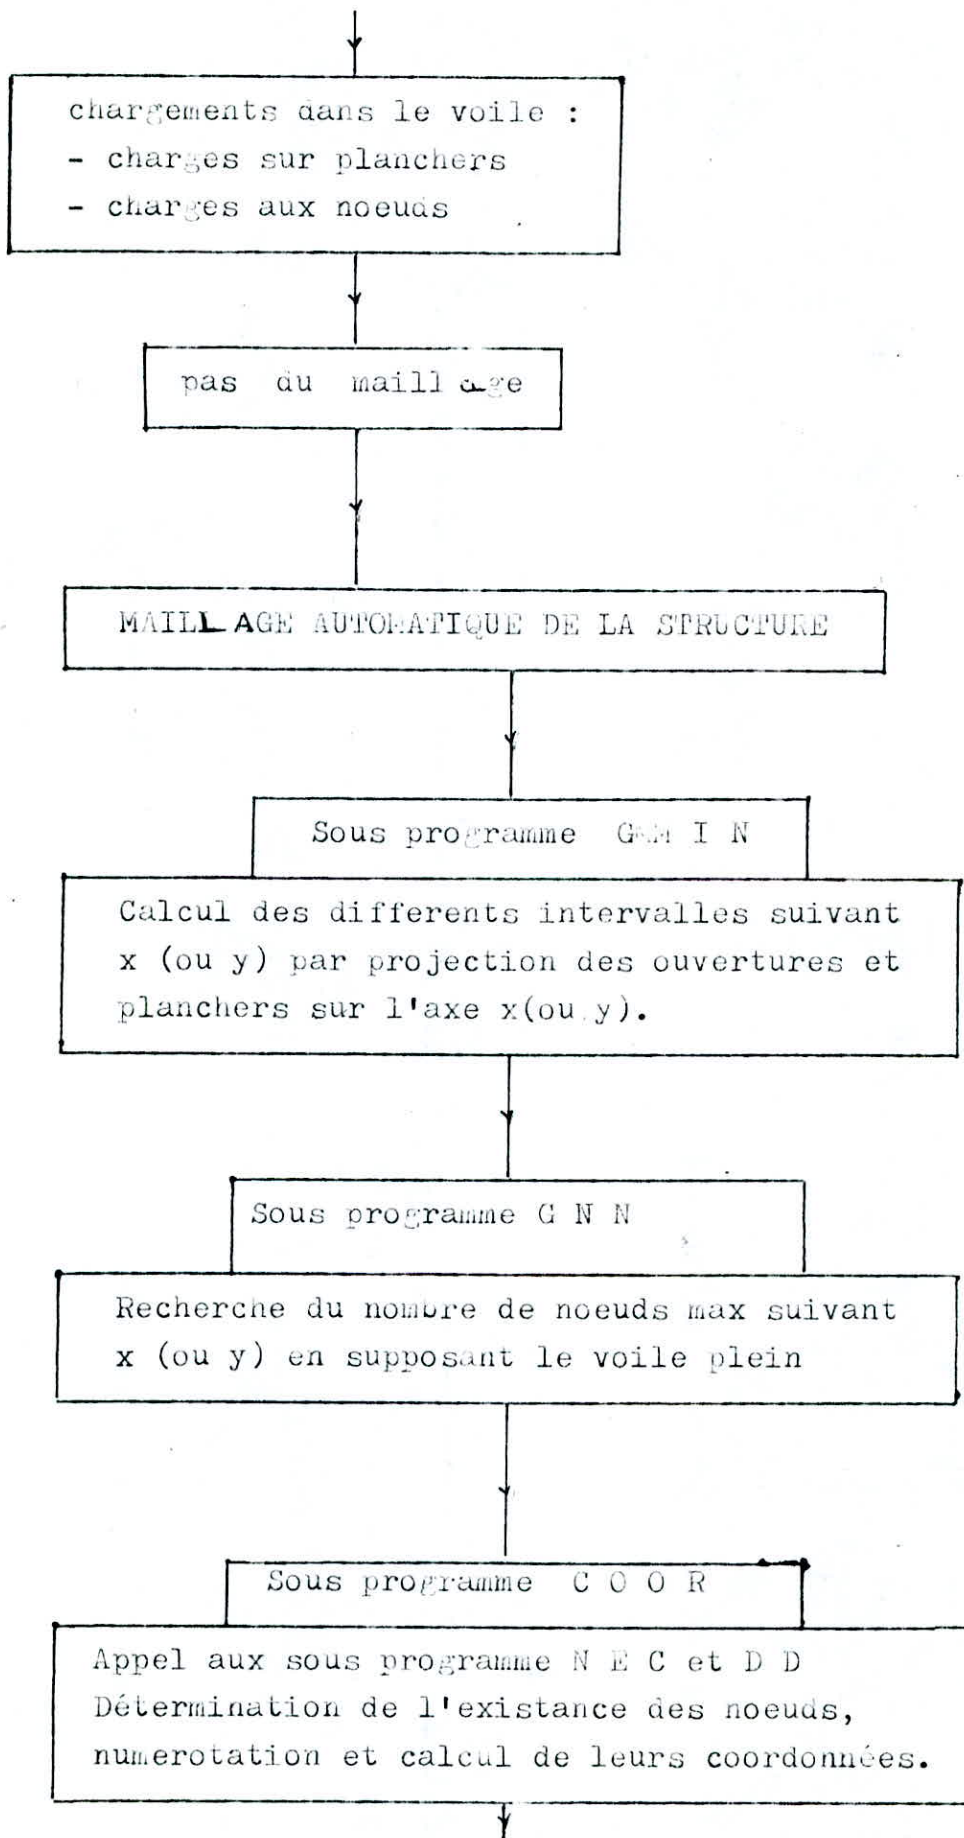 chargements dans le voile :
- charges sur planchers
- charges aux noeuds
pas du maillage
MAILLAGE AUTOMATIQUE DE LA STRUCTURE
Sous programme I N
Calcul des differents intervalles suivant
x (ou y) par projection des ouvertures et
planchers sur l'axe x(ou y).
Sous programme G N N
Recherche du nombre de noeuds max suivant
x (ou y) en supposant le voile plein
Sous programme C O O R
Appel aux sous programme N E C et D D
Détermination de l'existance des noeuds,
numerotation et calcul de leurs coordonnées.